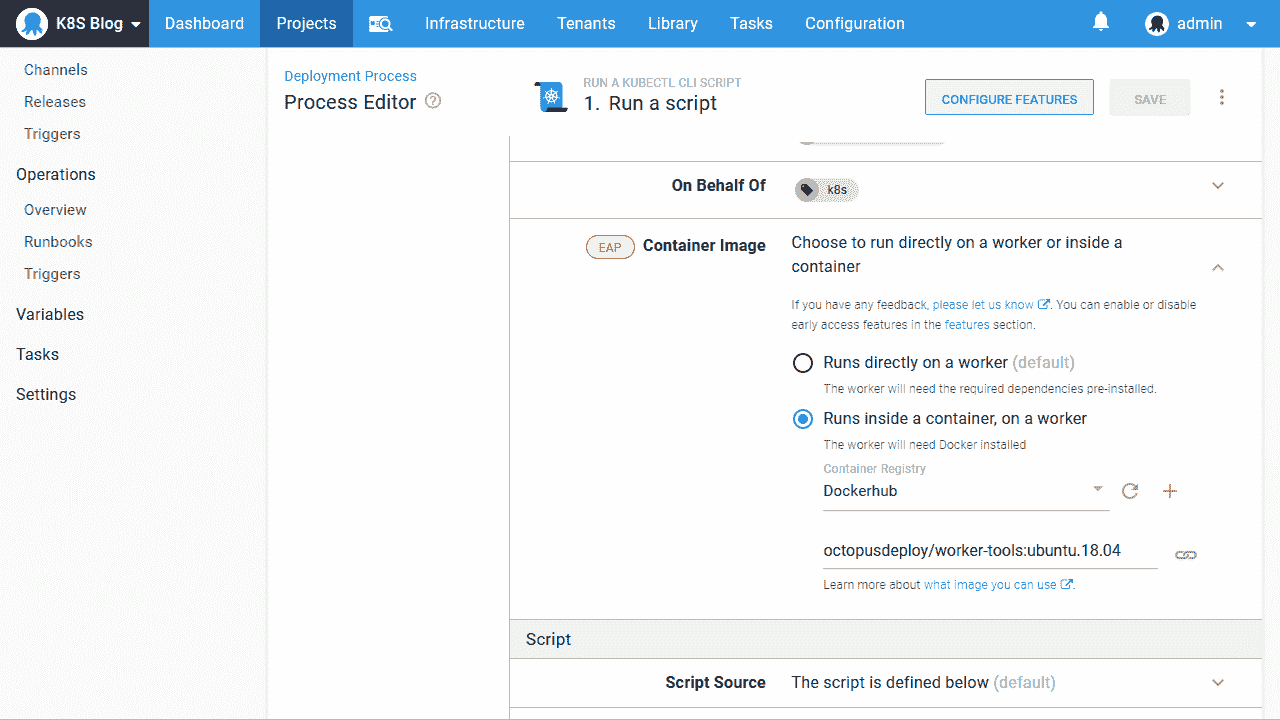 K8S Blog
Dashboard
Projects
Infrastructure
Tenants
Library
Tasks
Configuration
admin
Channels
Releases
Triggers
Operations
Overview
Runbooks
Triggers
Variables
Tasks
Settings
Deployment Process
Process Editor
RUN A KUBECTL CLI SCRIPT
1. Run a script
CONFIGURE FEATURES
SAVE
On Behalf Of
k8s
EAP
Container Image
Choose to run directly on a worker or inside a
container
If you have any feedback, please let us know. You can enable or disable
early access features in the features section.
Runs directly on a worker (default)
The worker will need the required dependencies pre-installed.
Runs inside a container, on a worker
The worker will need Docker installed
Container Registry
Dockerhub
octopusdeploy/worker-tools:ubuntu.18.04
Learn more about what image you can use.
Script
Script Source
The script is defined below (default)